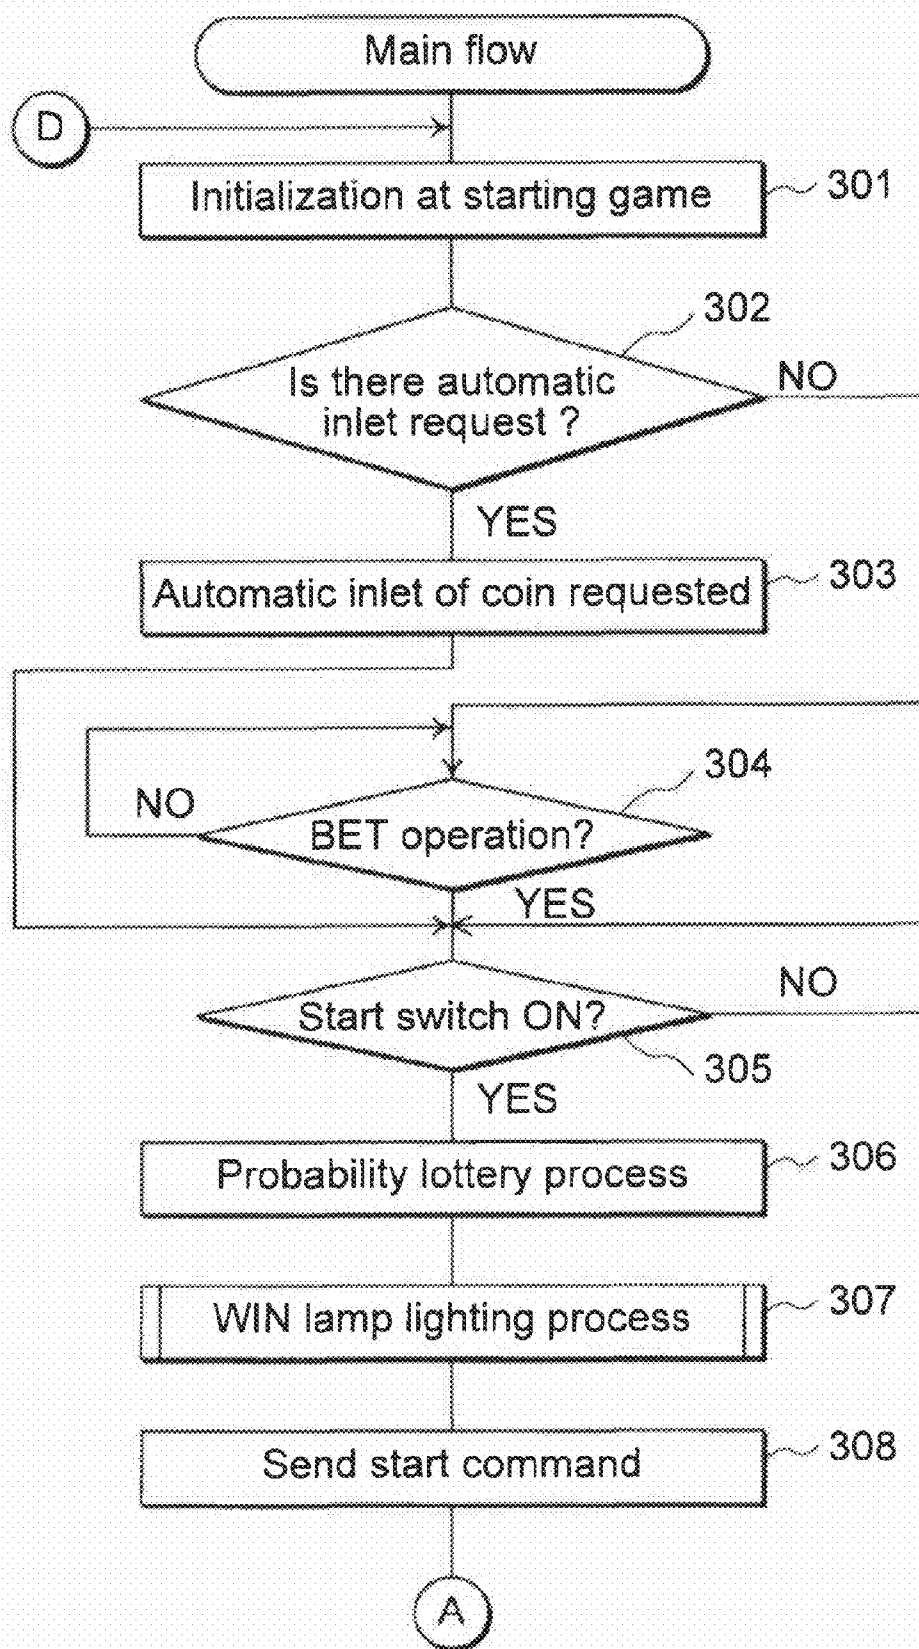 Main flow
D
Initialization at starting game
301
302
Is there automatic
inlet request ?
NO
YES
Automatic inlet of coin requested
303
304
NO
BET operation?
YES
Start switch ON?
NO
305
YES
Probability lottery process
306
WIN lamp lighting process
307
Send start command
308
A